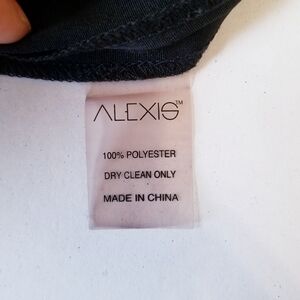 ALEXIS™
100% POLYESTER
DRY CLEAN ONLY
MADE IN CHINA